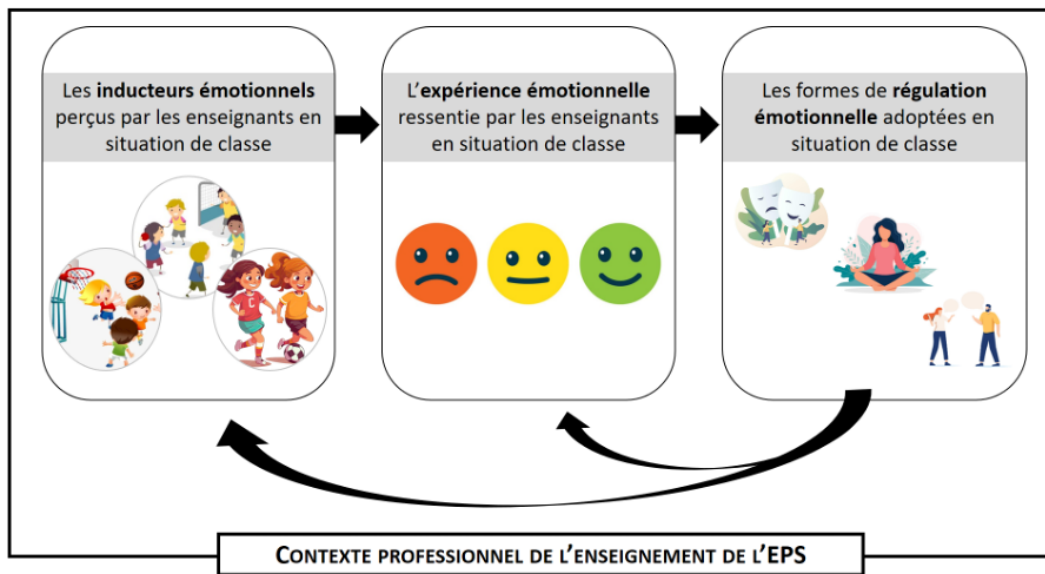 Les inducteurs émotionnels
perçus par les enseignants en
situation de classe
L'expérience émotionnelle
ressentie par les enseignants
en situation de classe
Les formes de régulation
émotionnelle adoptées en
situation de classe
C
CONTEXTE PROFESSIONNEL DE L'ENSEIGNEMENT DE L'EPS